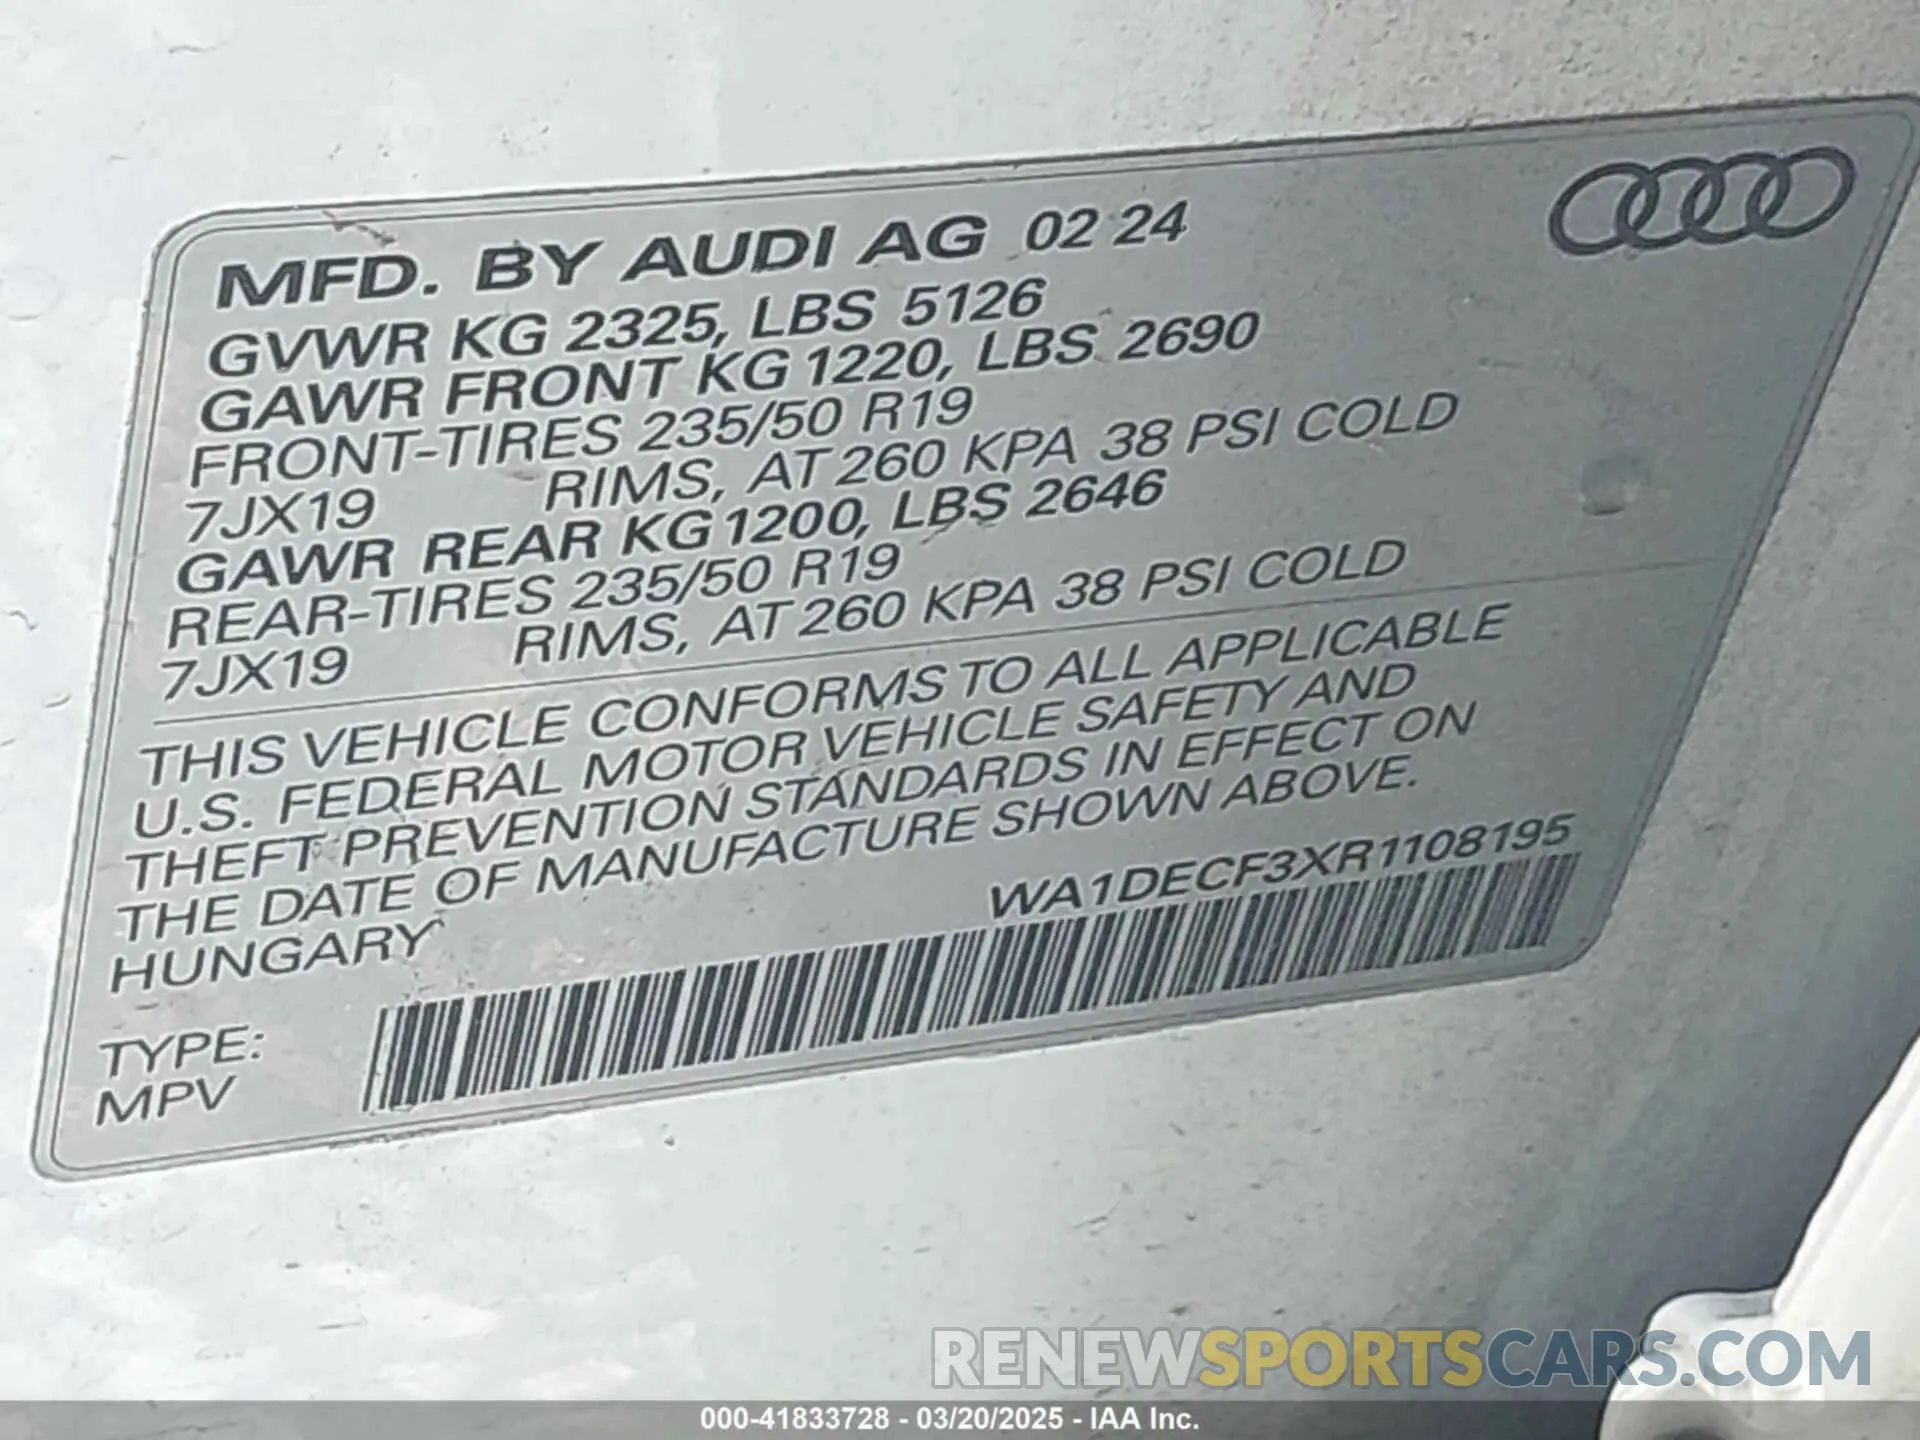 MFD. BY AUDI AG 02 24
GVWR KG 2325, LBS 5126
GAWR FRONT KG 1220, LBS 2690
FRONT-TIRES 235/50 R19
7JX19 RIMS, AT 260 KPA 38 PSI COLD
GAWR REAR KG 1200, LBS 2646
REAR-TIRES 235/50 R19
7JX19 RIMS, AT 260 KPA 38 PSI COLD
THIS VEHICLE CONFORMS TO ALL APPLICABLE
U.S. FEDERAL MOTOR VEHICLE SAFETY AND
THEFT PREVENTION STANDARDS IN EFFECT ON
THE DATE OF MANUFACTURE SHOWN ABOVE.
HUNGARY WA1DECF3XR1108195
TYPE:
MPV
RENEWSPORTSCARS.COM
000-41833728 - 03/20/2025 - IAA Inc.